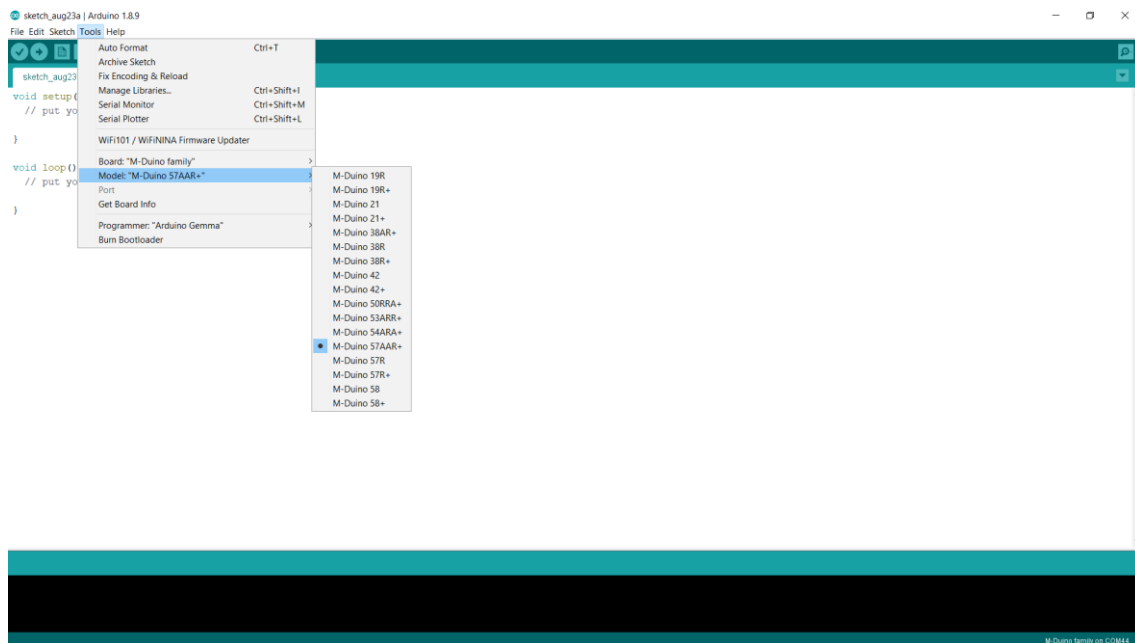 sketch_aug23a | Arduino 1.8.9
File Edit Sketch Tools Help
sketch_aug23
void setup(
// put yo
}
void loop()
// put yo
}
Auto Format Ctrl+T
Archive Sketch
Fix Encoding & Reload
Manage Libraries... Ctrl+Shift+I
Serial Monitor Ctrl+Shift+M
Serial Plotter Ctrl+Shift+L
WiFi101 / WiFiNINA Firmware Updater
Board: "M-Duino family"
Model: "M-Duino 57AAR+"
Port
Get Board Info
Programmer: "Arduino Gemma"
Burn Bootloader
M-Duino 19R
M-Duino 19R+
M-Duino 21
M-Duino 21+
M-Duino 38AR+
M-Duino 38R
M-Duino 38R+
M-Duino 42
M-Duino 42+
M-Duino 50RRA+
M-Duino 53ARR+
M-Duino 54ARA+
M-Duino 57AAR+
M-Duino 57R
M-Duino 57R+
M-Duino 58
M-Duino 58+
M-Duino family on COM44